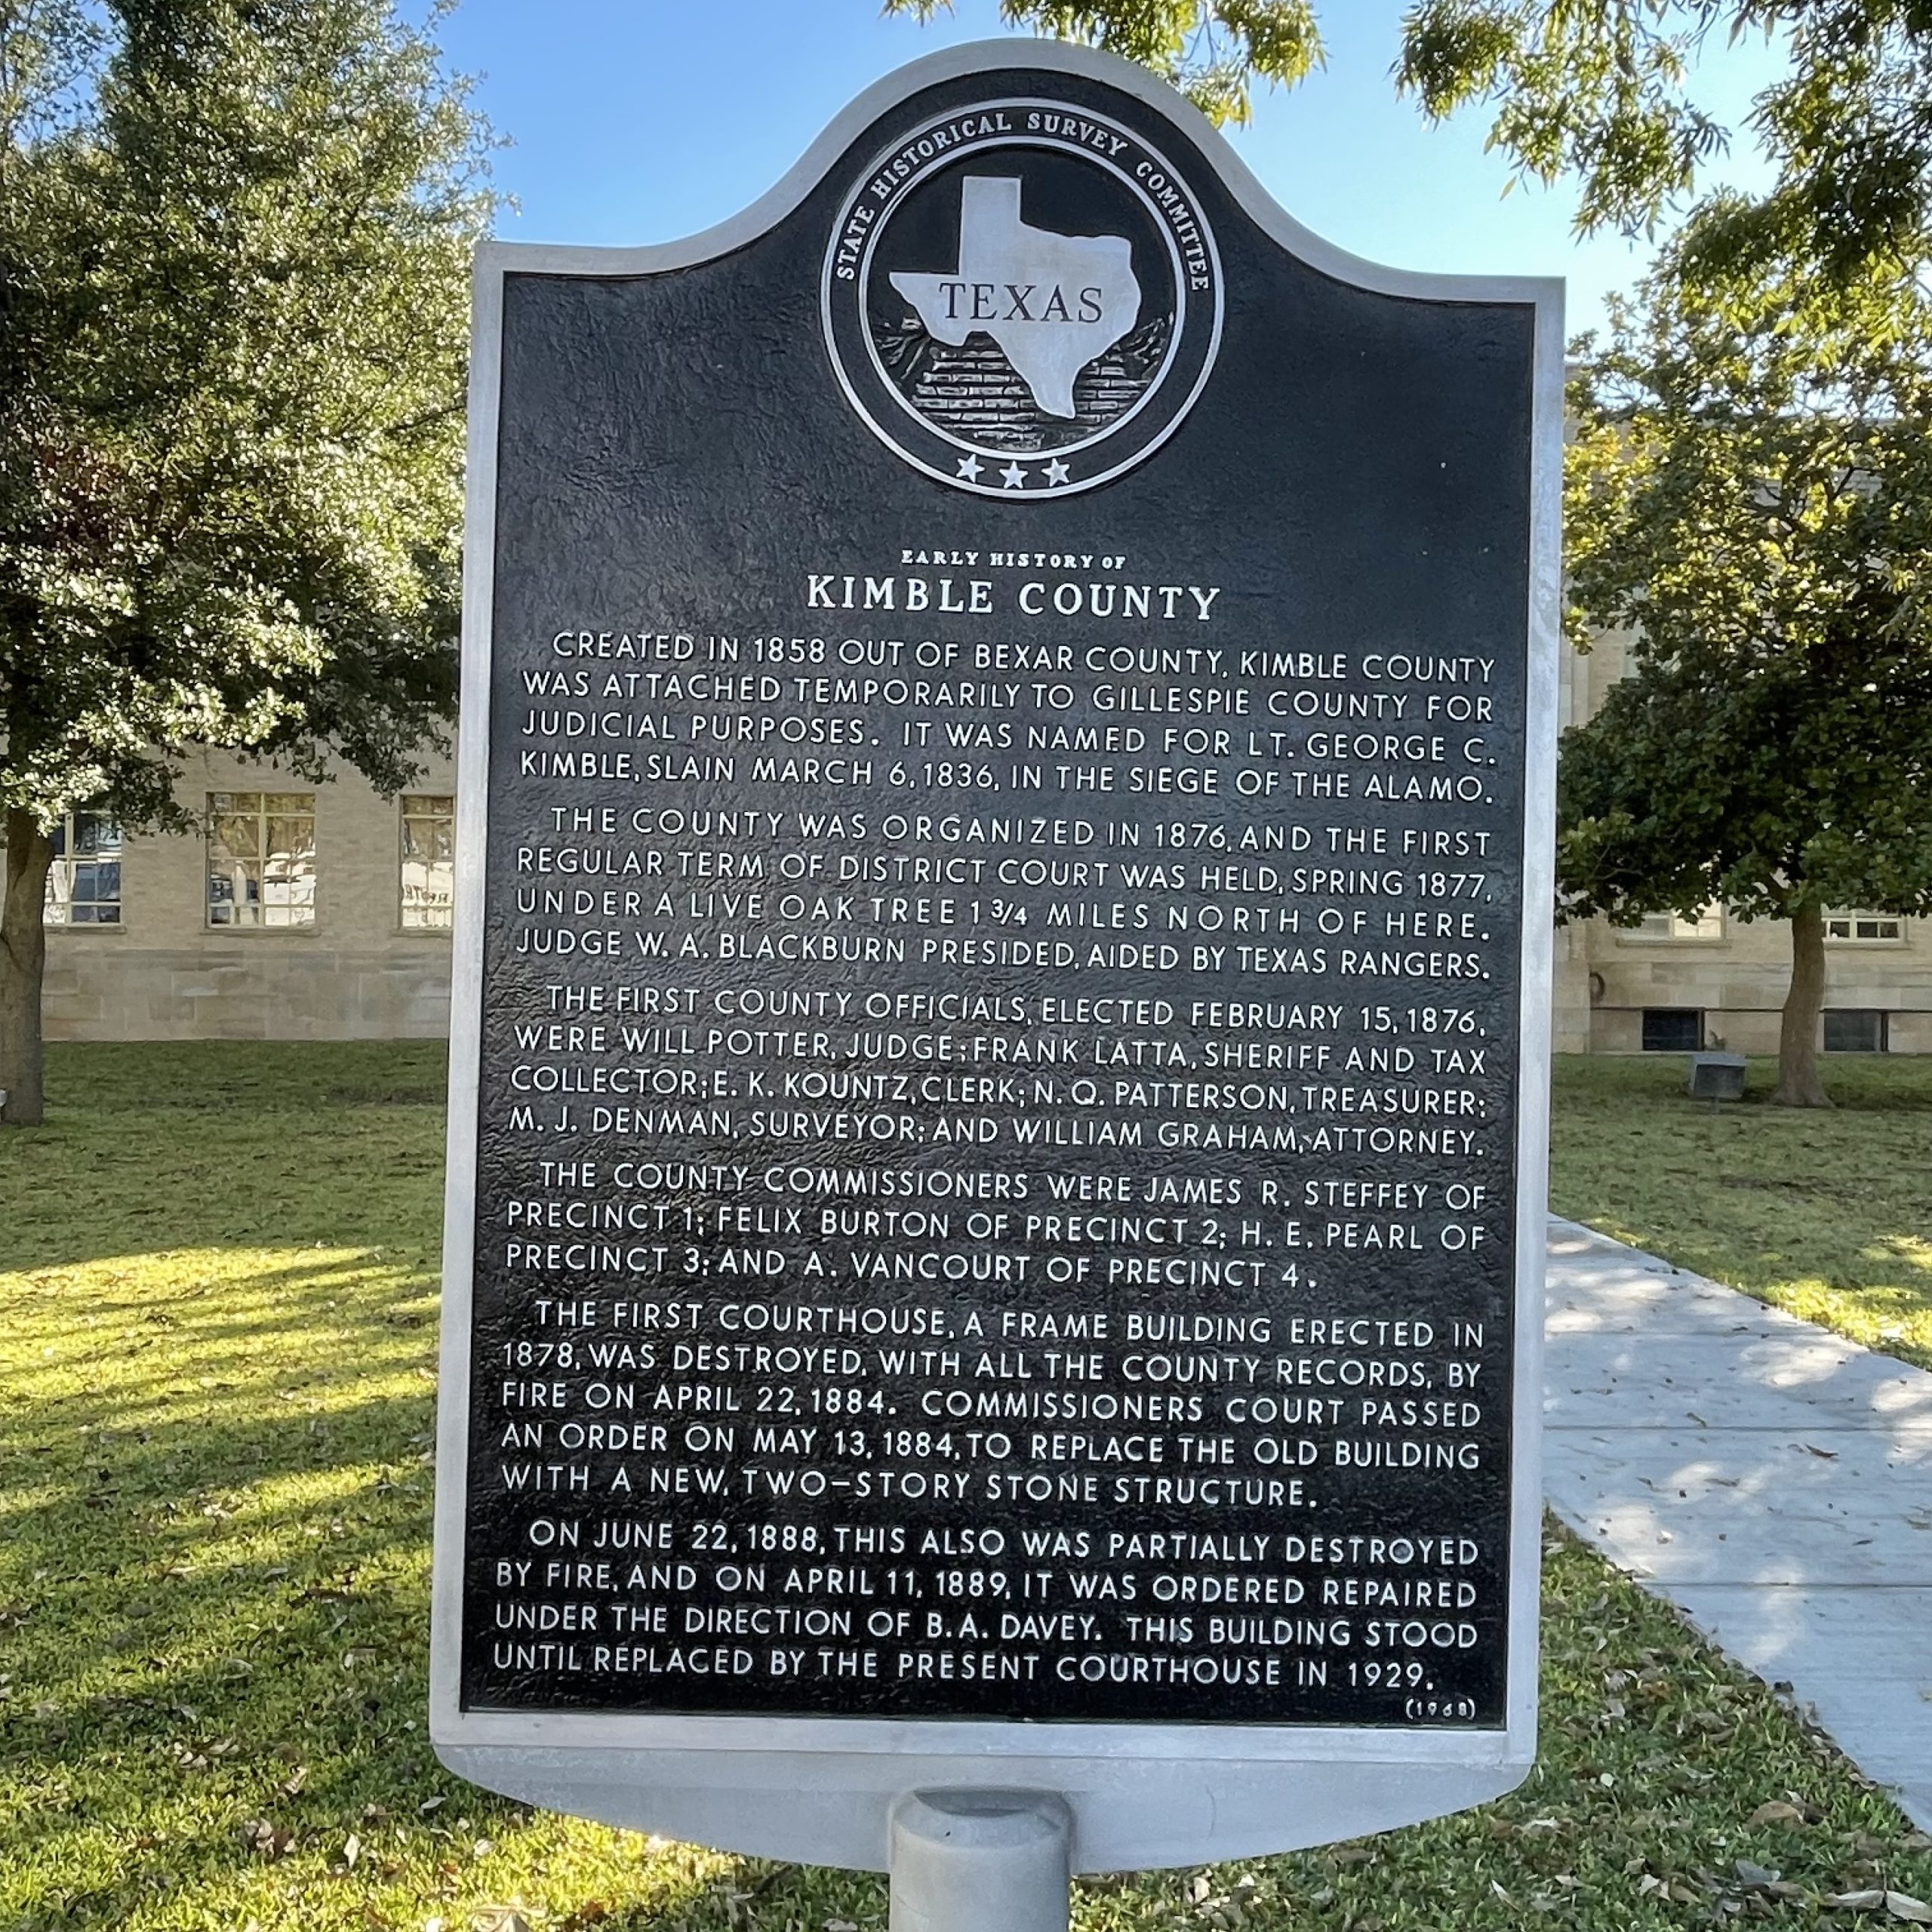 STATE HISTORICAL SURVEY COMMITTEE
TEXAS
EARLY HISTORY OF
KIMBLE COUNTY
CREATED IN 1858 OUT OF BEXAR COUNTY, KIMBLE COUNTY
WAS ATTACHED TEMPORARILY TO GILLESPIE COUNTY FOR
JUDICIAL PURPOSES. IT WAS NAMED FOR LT. GEORGE C.
KIMBLE, SLAIN MARCH 6, 1836, IN THE SIEGE OF THE ALAMO.
THE COUNTY WAS ORGANIZED IN 1876, AND THE FIRST
REGULAR TERM OF DISTRICT COURT WAS HELD, SPRING 1877,
UNDER A LIVE OAK TREE 1 3/4 MILES NORTH OF HERE.
JUDGE W. A. BLACKBURN PRESIDED, AIDED BY TEXAS RANGERS.
THE FIRST COUNTY OFFICIALS, ELECTED FEBRUARY 15, 1876,
WERE WILL POTTER, JUDGE; FRANK LATTA, SHERIFF AND TAX
COLLECTOR; E. K. KOUNTZ, CLERK; N. Q. PATTERSON, TREASURER;
M. J. DENMAN, SURVEYOR; AND WILLIAM GRAHAM, ATTORNEY.
THE COUNTY COMMISSIONERS WERE JAMES R. STEFFEY OF
PRECINCT 1; FELIX BURTON OF PRECINCT 2; H. E. PEARL OF
PRECINCT 3; AND A. VANCOURT OF PRECINCT 4.
THE FIRST COURTHOUSE, A FRAME BUILDING ERECTED IN
1878, WAS DESTROYED, WITH ALL THE COUNTY RECORDS, BY
FIRE ON APRIL 22, 1884. COMMISSIONERS COURT PASSED
AN ORDER ON MAY 13, 1884, TO REPLACE THE OLD BUILDING
WITH A NEW, TWO-STORY STONE STRUCTURE.
ON JUNE 22, 1888, THIS ALSO WAS PARTIALLY DESTROYED
BY FIRE, AND ON APRIL 11, 1889, IT WAS ORDERED REPAIRED
UNDER THE DIRECTION OF B. A. DAVEY. THIS BUILDING STOOD
UNTIL REPLACED BY THE PRESENT COURTHOUSE IN 1929.
(1968)